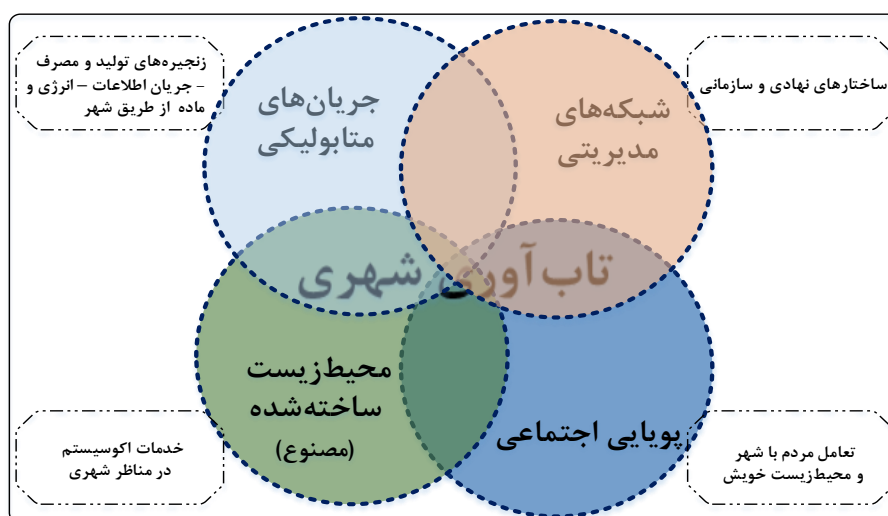 ساختارهای نهادی و سازمانی
زنجیره‌های تولید و مصرف
– جریان اطلاعات – انرژی و
ماده از طریق شهر
شبکه‌های
مدیریتی
جریان‌های
متابولیکی
تاب‌آوری شهری
پویایی اجتماعی
محیط‌زیست
ساخته‌شده
(مصنوع)
تعامل مردم با شهر
و محیط‌زیست خویش
خدمات اکوسیستم
در مناظر شهری